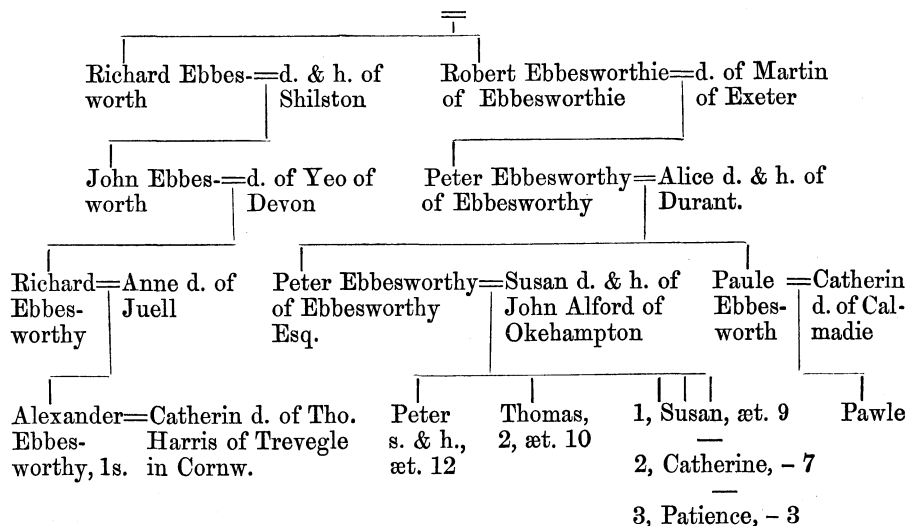 Richard Ebbes-=d. & h. of
worth Shilston
Robert Ebbesworthie=d. of Martin
of Ebbesworthie of Exeter
John Ebbes-=d. of Yeo of
worth Devon
Peter Ebbesworthy=Alice d. & h. of
of Ebbesworthy Durant.
Richard=Anne d. of
Ebbes- Juell
worthy
Peter Ebbesworthy=Susan d. & h. of
of Ebbesworthy John Alford of
Esq. Okehampton
Paule =Catherin
Ebbes- d. of Cal-
worth madie
Alexander=Catherin d. of Tho.
Ebbes- Harris of Trevegle
worthy, 1s. in Cornw.
Peter
s. & h.,
æt. 12
Thomas,
2, æt. 10
1, Susan, æt. 9
2, Catherine, – 7
3, Patience, – 3
Pawle